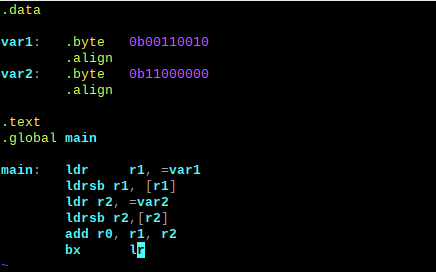 .data
var1:   .byte   0b00110010
        .align
var2:   .byte   0b11000000
        .align
.text
.global main
main:   ldr     r1, =var1
        ldrsb r1, [r1]
        ldr r2, =var2
        ldrsb r2,[r2]
        add r0, r1, r2
        bx      lr
~